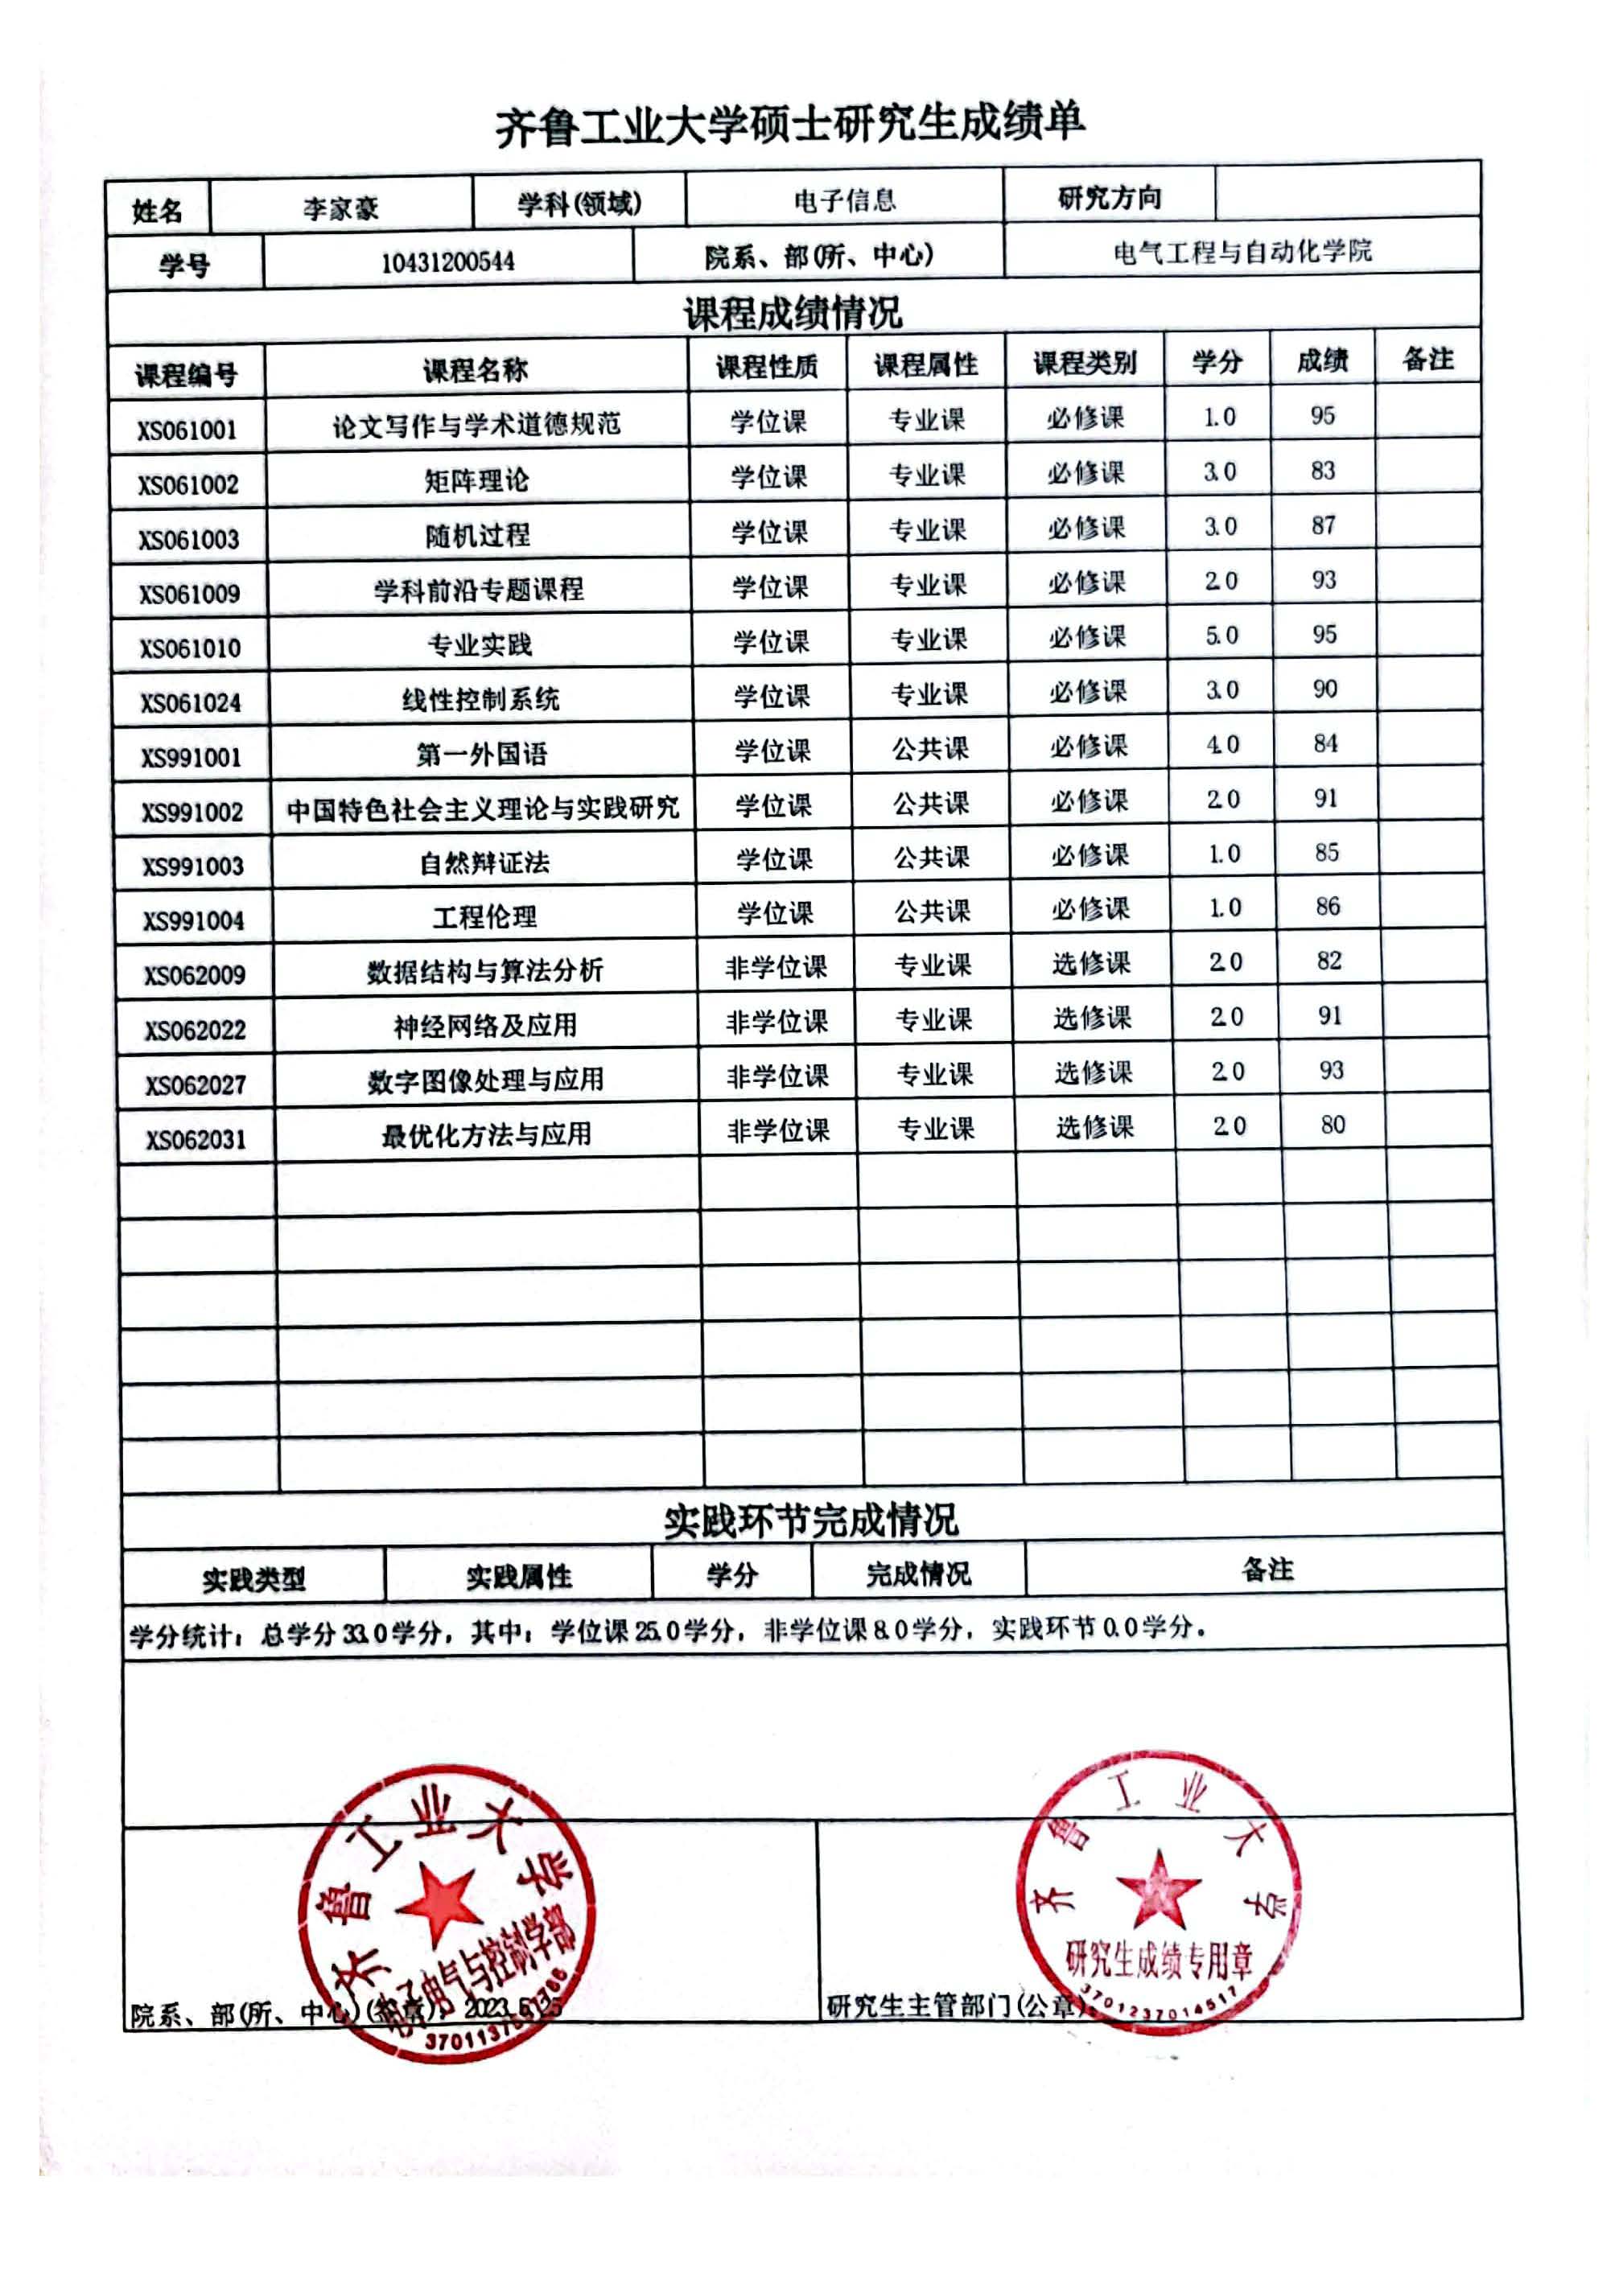 齐鲁工业大学硕士研究生成绩单
姓名 李家豪 学科(领域) 电子信息 研究方向
学号 10431200544 院系、部(所、中心) 电气工程与自动化学院
课程成绩情况
课程编号 课程名称 课程性质 课程属性 课程类别 学分 成绩 备注
XS061001 论文写作与学术道德规范 学位课 专业课 必修课 1.0 95
XS061002 矩阵理论 学位课 专业课 必修课 3.0 83
XS061003 随机过程 学位课 专业课 必修课 3.0 87
XS061009 学科前沿专题课程 学位课 专业课 必修课 2.0 93
XS061010 专业实践 学位课 专业课 必修课 5.0 95
XS061024 线性控制系统 学位课 专业课 必修课 3.0 90
XS991001 第一外国语 学位课 公共课 必修课 4.0 84
XS991002 中国特色社会主义理论与实践研究 学位课 公共课 必修课 2.0 91
XS991003 自然辩证法 学位课 公共课 必修课 1.0 85
XS991004 工程伦理 学位课 公共课 必修课 1.0 86
XS062009 数据结构与算法分析 非学位课 专业课 选修课 2.0 82
XS062022 神经网络及应用 非学位课 专业课 选修课 2.0 91
XS062027 数字图像处理与应用 非学位课 专业课 选修课 2.0 93
XS062031 最优化方法与应用 非学位课 专业课 选修课 2.0 80
实践环节完成情况
实践类型 实践属性 学分 完成情况 备注
学分统计：总学分33.0学分，其中：学位课25.0学分，非学位课8.0学分，实践环节0.0学分。
齐鲁工业大学
电气与控制学部
齐鲁工业大学
研究生成绩专用章
3701237014517
院系、部(所、中心)(签章)：
研究生主管部门(公章)